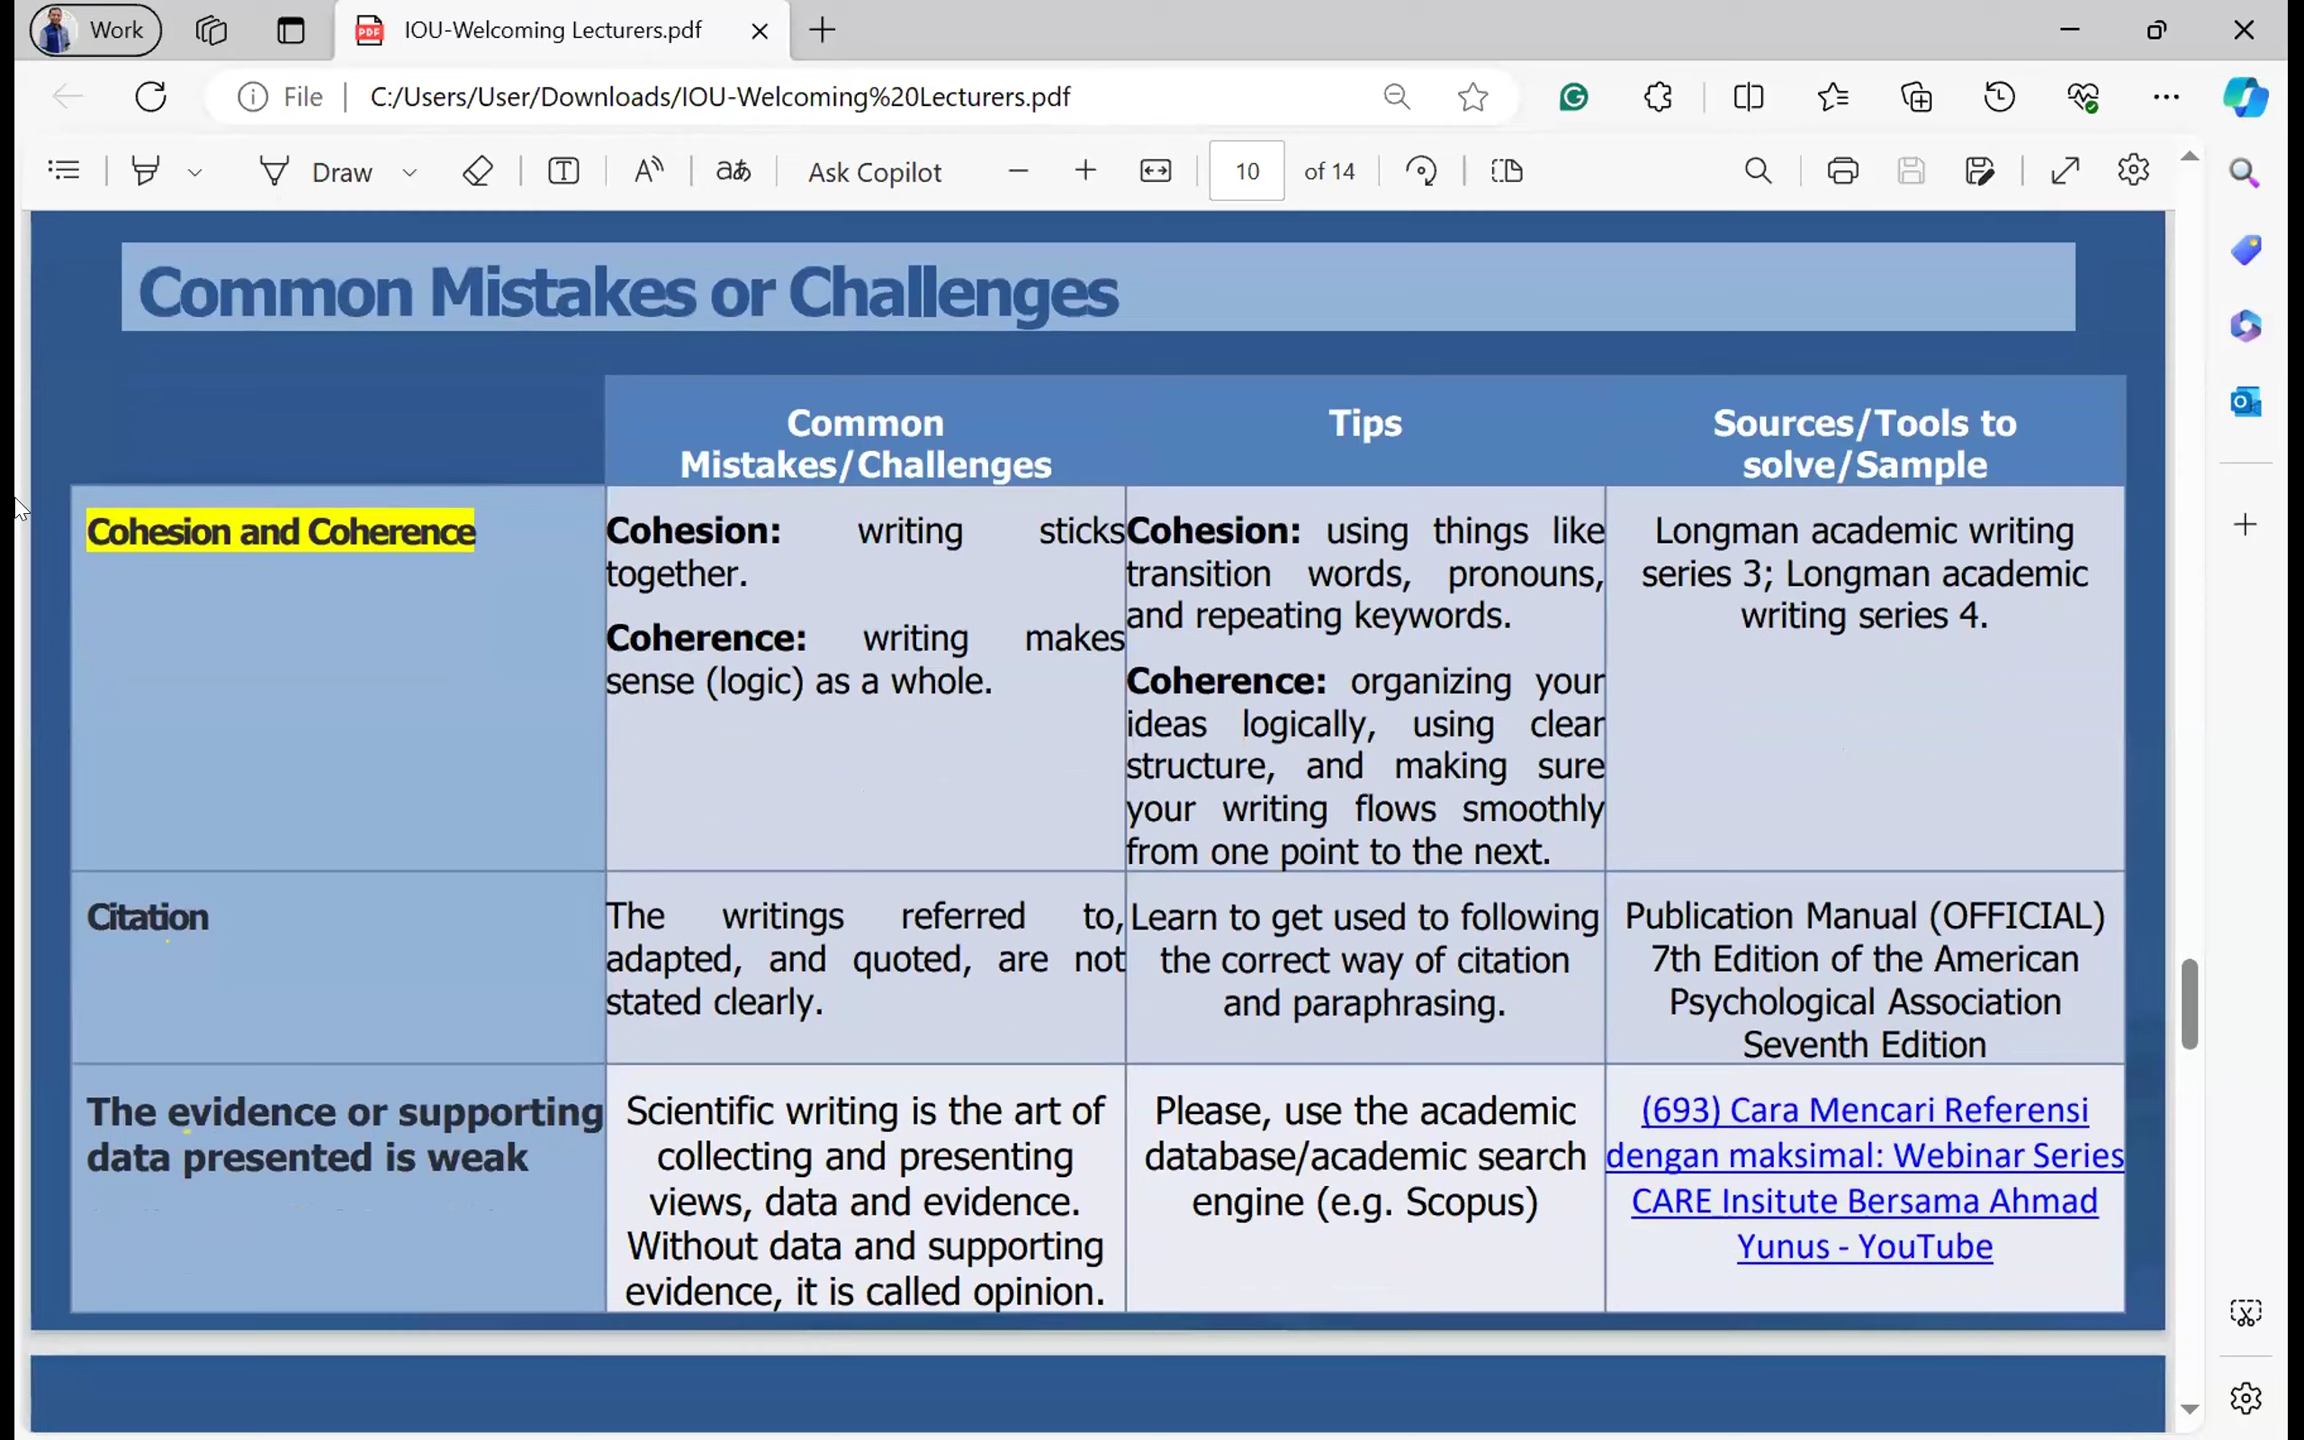 Work
IOU-Welcoming Lecturers.pdf
File
C:/Users/User/Downloads/IOU-Welcoming%20Lecturers.pdf
Draw
Ask Copilot
10 of 14
Common Mistakes or Challenges
Common
Mistakes/Challenges
Tips
Sources/Tools to
solve/Sample
Cohesion and Coherence
Cohesion: writing sticks
together.
Coherence: writing makes
sense (logic) as a whole.
Cohesion: using things like
transition words, pronouns,
and repeating keywords.
Coherence: organizing your
ideas logically, using clear
structure, and making sure
your writing flows smoothly
from one point to the next.
Longman academic writing
series 3; Longman academic
writing series 4.
Citation
The writings referred to,
adapted, and quoted, are not
stated clearly.
Learn to get used to following
the correct way of citation
and paraphrasing.
Publication Manual (OFFICIAL)
7th Edition of the American
Psychological Association
Seventh Edition
The evidence or supporting
data presented is weak
Scientific writing is the art of
collecting and presenting
views, data and evidence.
Without data and supporting
evidence, it is called opinion.
Please, use the academic
database/academic search
engine (e.g. Scopus)
(693) Cara Mencari Referensi
dengan maksimal: Webinar Series
CARE Insitute Bersama Ahmad
Yunus - YouTube